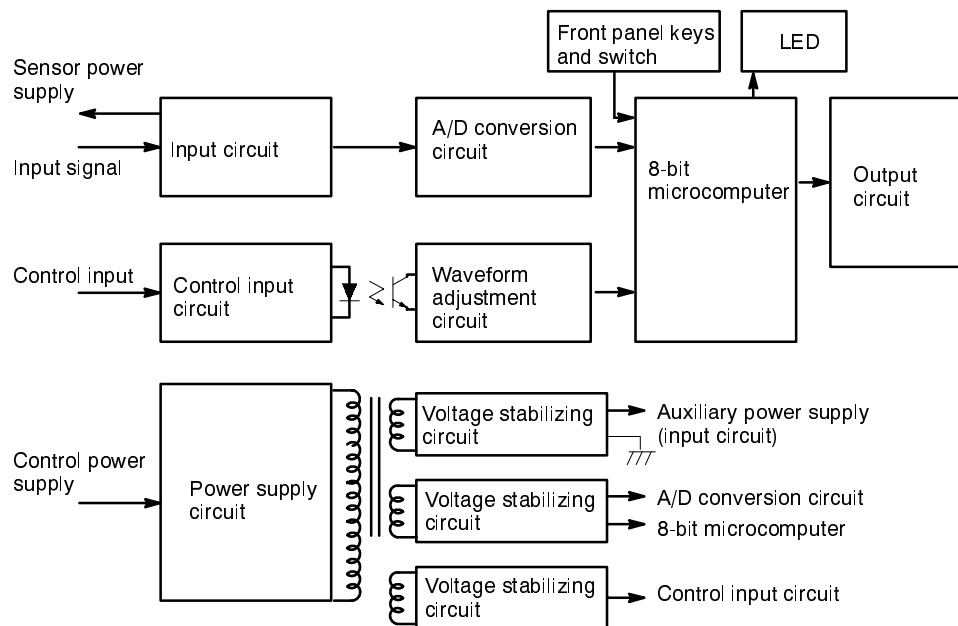 Front panel keys
and switch
LED
Sensor power
supply
Input signal
Input circuit
A/D conversion
circuit
8-bit
microcomputer
Output
circuit
Control input
Control input
circuit
Waveform
adjustment
circuit
Control power
supply
Power supply
circuit
Voltage stabilizing
circuit
Auxiliary power supply
(input circuit)
Voltage stabilizing
circuit
A/D conversion circuit
8-bit microcomputer
Voltage stabilizing
circuit
Control input circuit